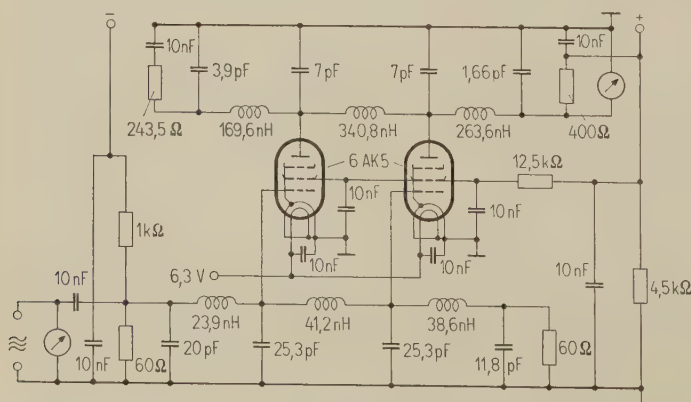 −
+
10nF
3,9pF
7pF
7pF
1,66pF
10nF
243,5 Ω
169,6nH
340,8nH
263,6nH
400Ω
6 AK5
12,5kΩ
10nF
10nF
1kΩ
10nF
10nF
6,3 V
10nF
10nF
4,5kΩ
23,9nH
41,2nH
38,6nH
10nF
60Ω
20pF
25,3pF
25,3pF
11,8 pF
60Ω